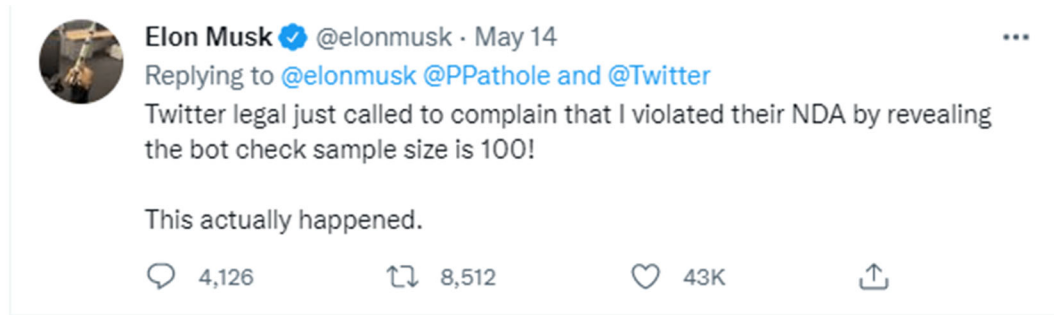 Elon Musk @elonmusk · May 14
Replying to @elonmusk @PPathole and @Twitter
Twitter legal just called to complain that I violated their NDA by revealing
the bot check sample size is 100!
This actually happened.
4,126 8,512 43K